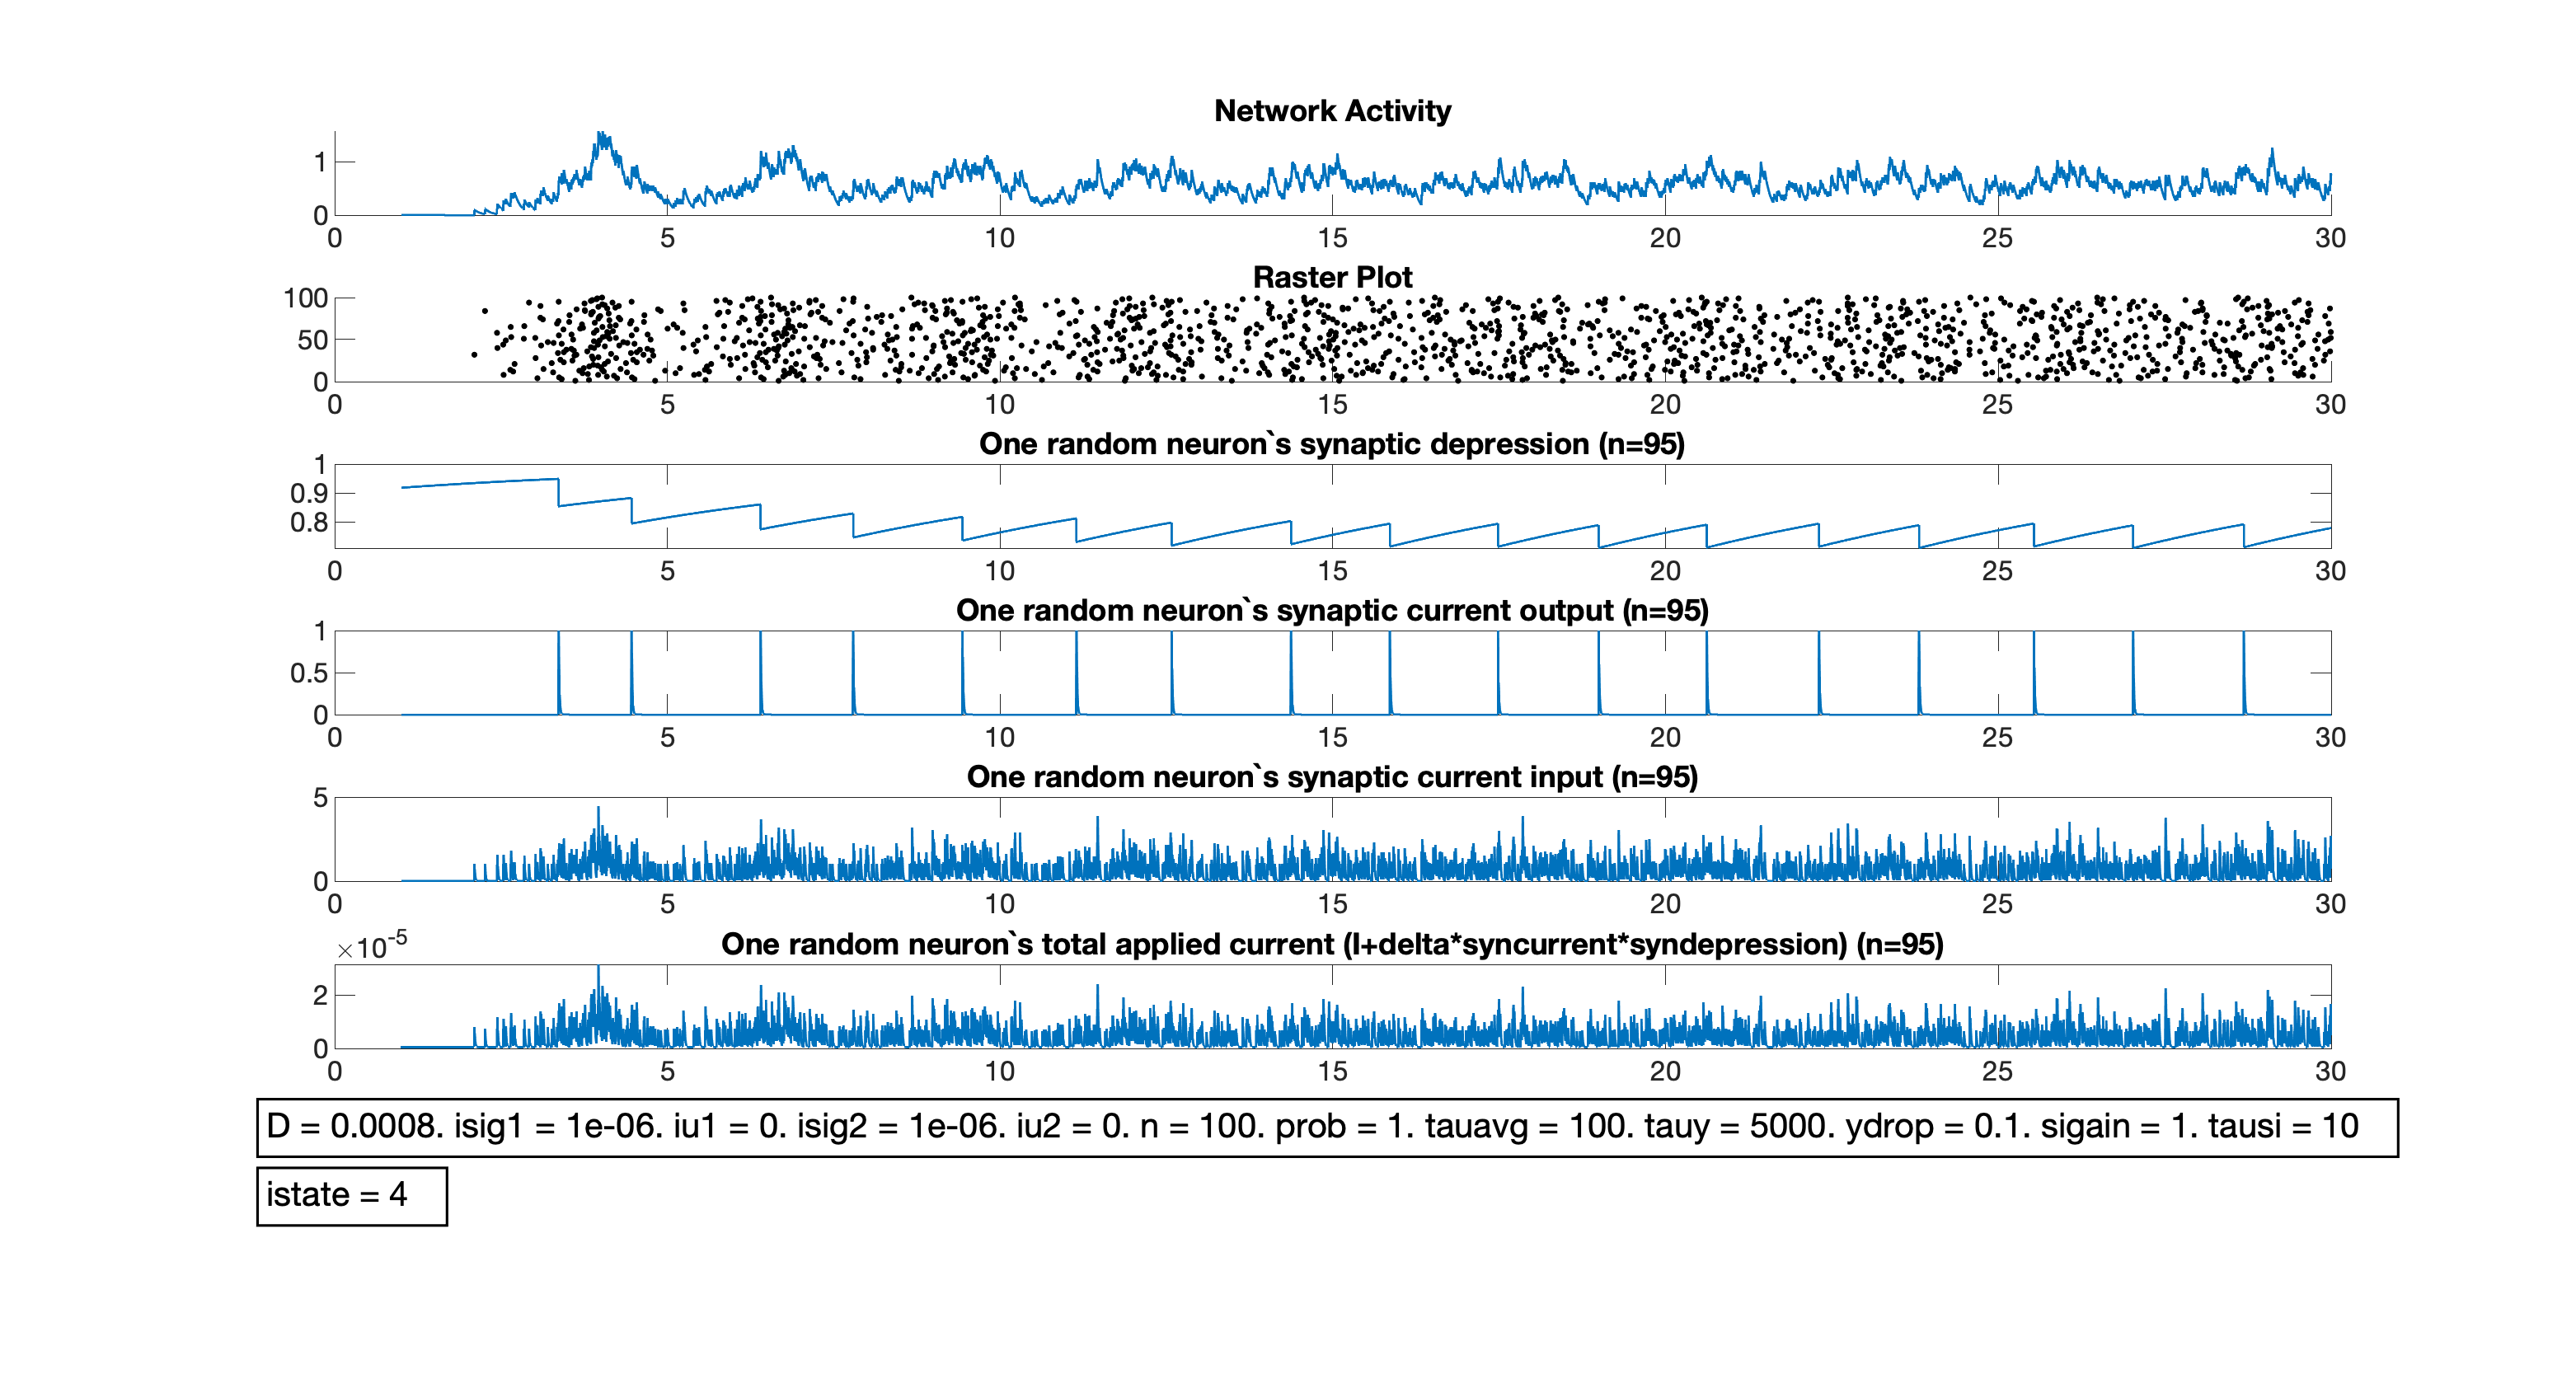 Network Activity
1
0
0 5 10 15 20 25 30
Raster Plot
100
50
0
0 5 10 15 20 25 30
One random neuron`s synaptic depression (n=95)
1
0.9
0.8
0 5 10 15 20 25 30
One random neuron`s synaptic current output (n=95)
1
0.5
0
0 5 10 15 20 25 30
One random neuron`s synaptic current input (n=95)
5
0
0 5 10 15 20 25 30
×10^-5
One random neuron`s total applied current (I+delta*syncurrent*syndepression) (n=95)
2
0
0 5 10 15 20 25 30
D = 0.0008. isig1 = 1e-06. iu1 = 0. isig2 = 1e-06. iu2 = 0. n = 100. prob = 1. tauavg = 100. tauy = 5000. ydrop = 0.1. sigain = 1. tausi = 10
istate = 4